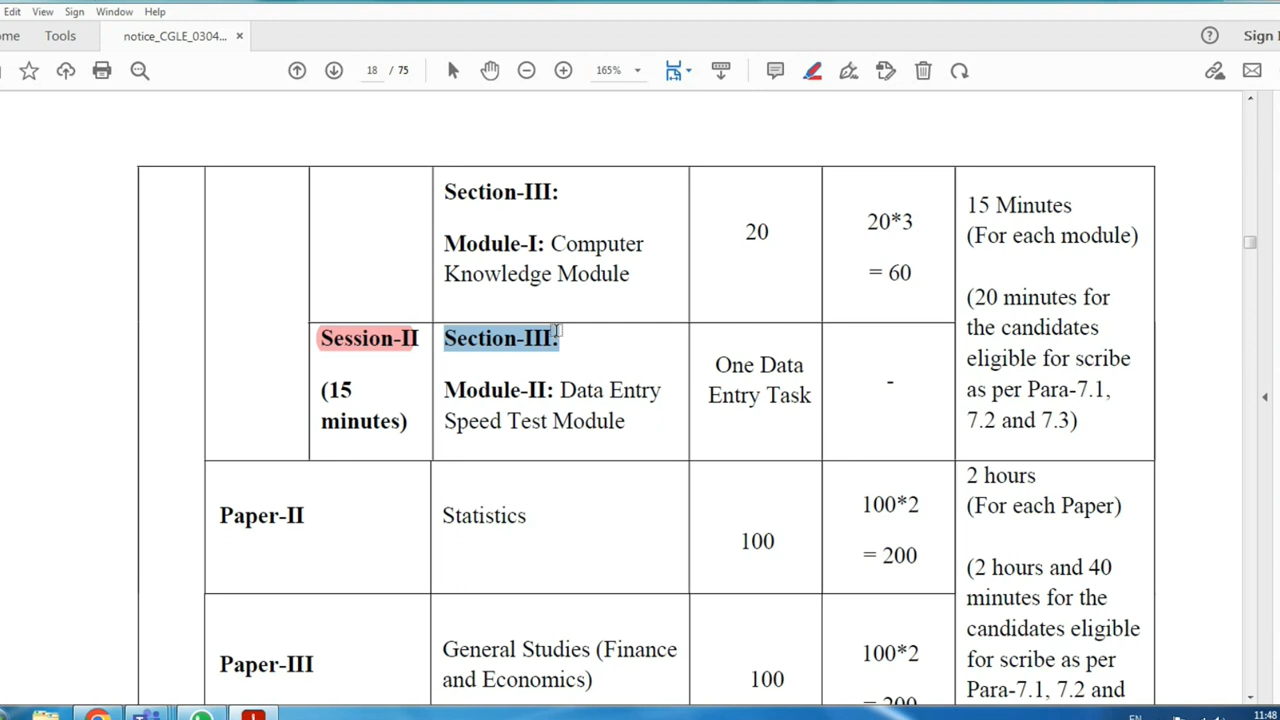 Edit View Sign Window Help
ome Tools notice_CGLE_0304... ×
Sign I
18 / 75 165%
Section-III:
Module-I: Computer
Knowledge Module
20
20*3
= 60
15 Minutes
(For each module)
(20 minutes for
the candidates
eligible for scribe
as per Para-7.1,
7.2 and 7.3)
Session-II
(15
minutes)
Section-III:
Module-II: Data Entry
Speed Test Module
One Data
Entry Task
-
Paper-II
Statistics
100
100*2
= 200
2 hours
(For each Paper)
(2 hours and 40
minutes for the
candidates eligible
for scribe as per
Para-7.1, 7.2 and
Paper-III
General Studies (Finance
and Economics)
100
100*2
= 200
EN
11:48